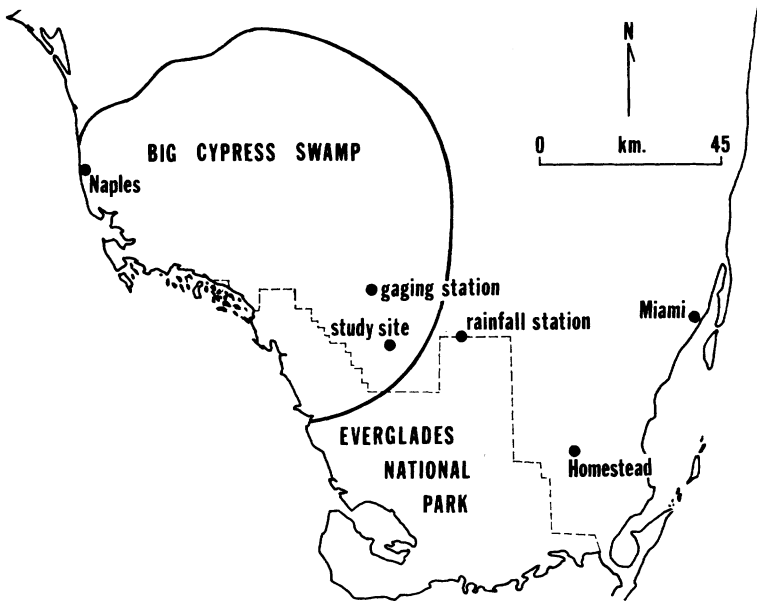 N
0 km. 45
BIG CYPRESS SWAMP
Naples
gaging station
study site
rainfall station
Miami
EVERGLADES
NATIONAL
PARK
Homestead